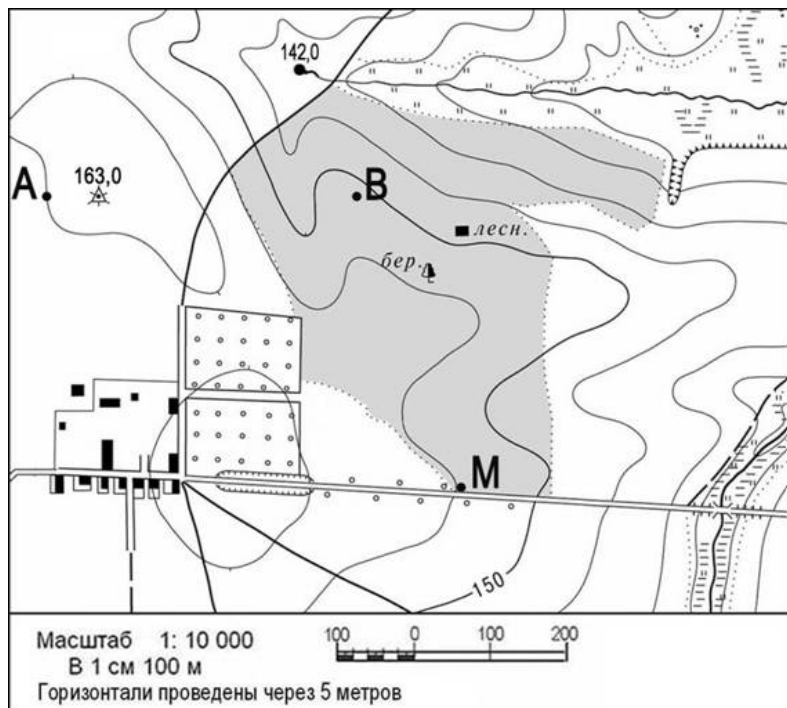 142,0
А 163,0 В
лесн.
бер.
М
150
Масштаб 1: 10 000
В 1 см 100 м
100 0 100 200
Горизонтали проведены через 5 метров